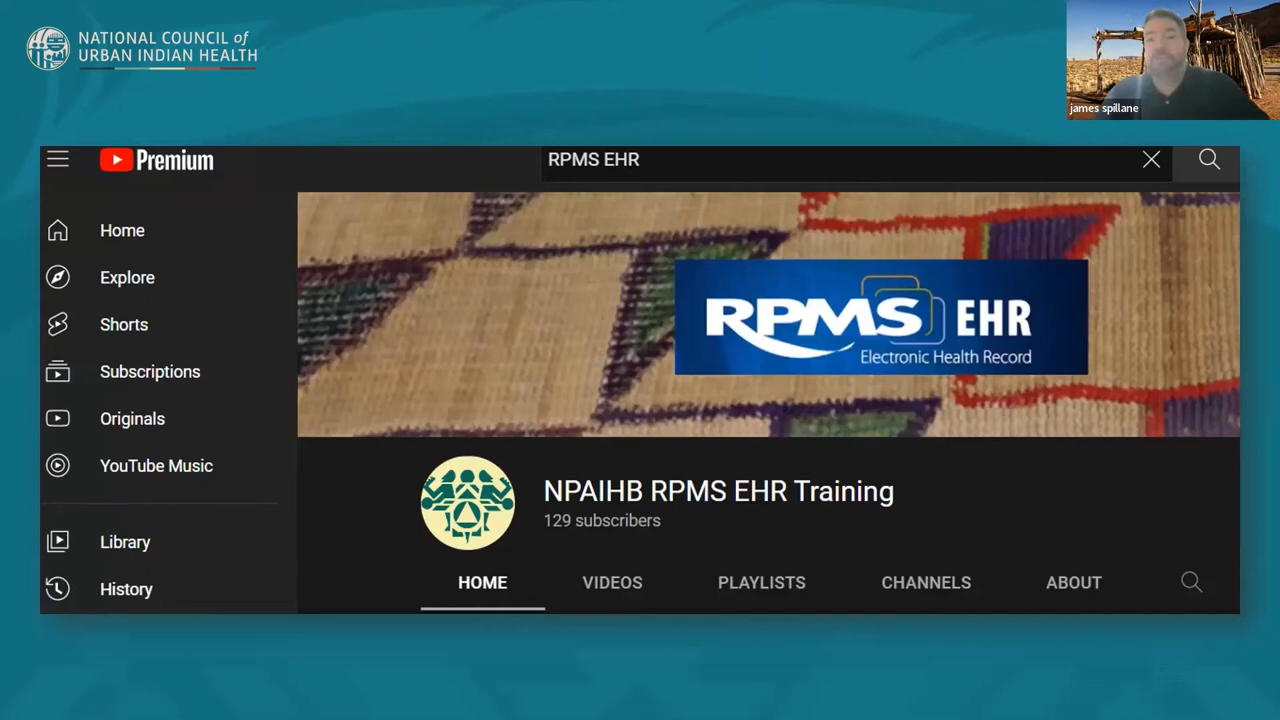 NATIONAL COUNCIL of
URBAN INDIAN HEALTH
james spillane
Premium
RPMS EHR
Home
Explore
Shorts
Subscriptions
Originals
YouTube Music
Library
History
RPMS EHR
Electronic Health Record
NPAIHB RPMS EHR Training
129 subscribers
HOME VIDEOS PLAYLISTS CHANNELS ABOUT